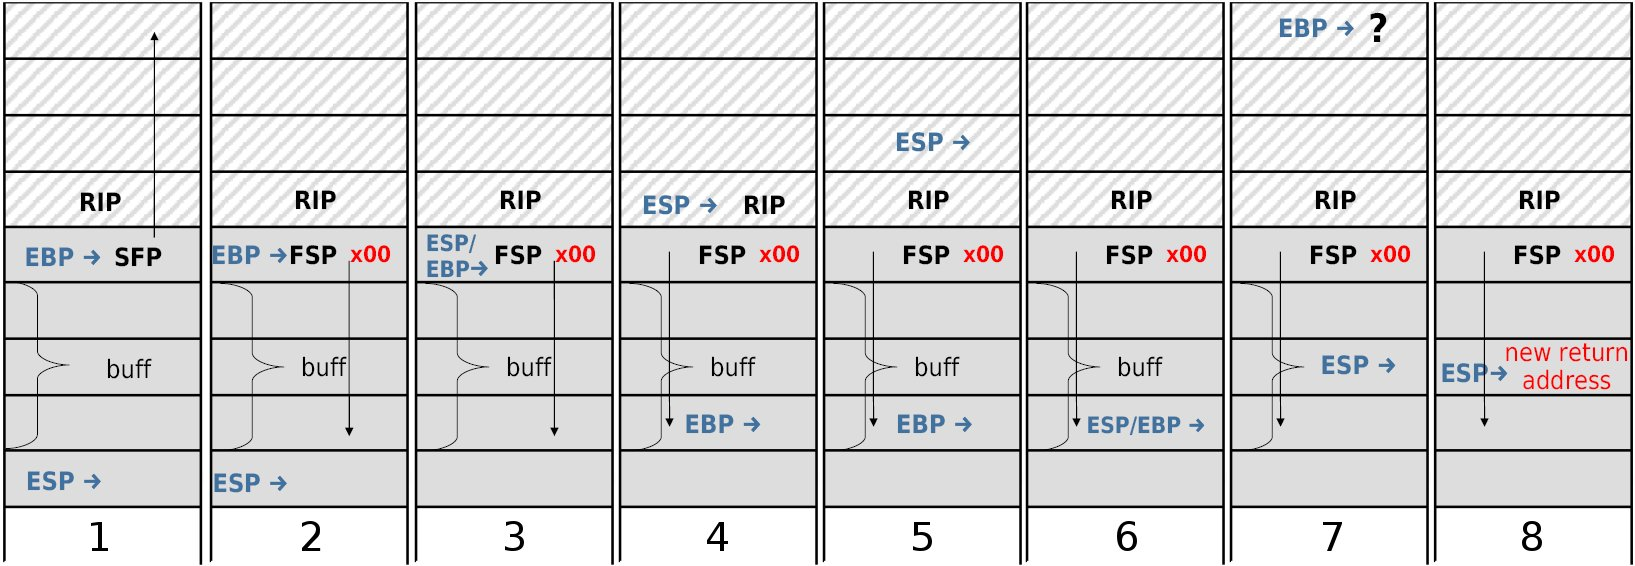 RIP
EBP → SFP
buff
ESP →
1
RIP
EBP → FSP x00
buff
ESP →
2
RIP
ESP/
EBP→ FSP x00
buff
3
ESP → RIP
FSP x00
buff
EBP →
4
ESP →
RIP
FSP x00
buff
EBP →
5
RIP
FSP x00
buff
ESP/EBP →
6
EBP → ?
RIP
FSP x00
ESP →
7
RIP
FSP x00
new return
ESP→ address
8